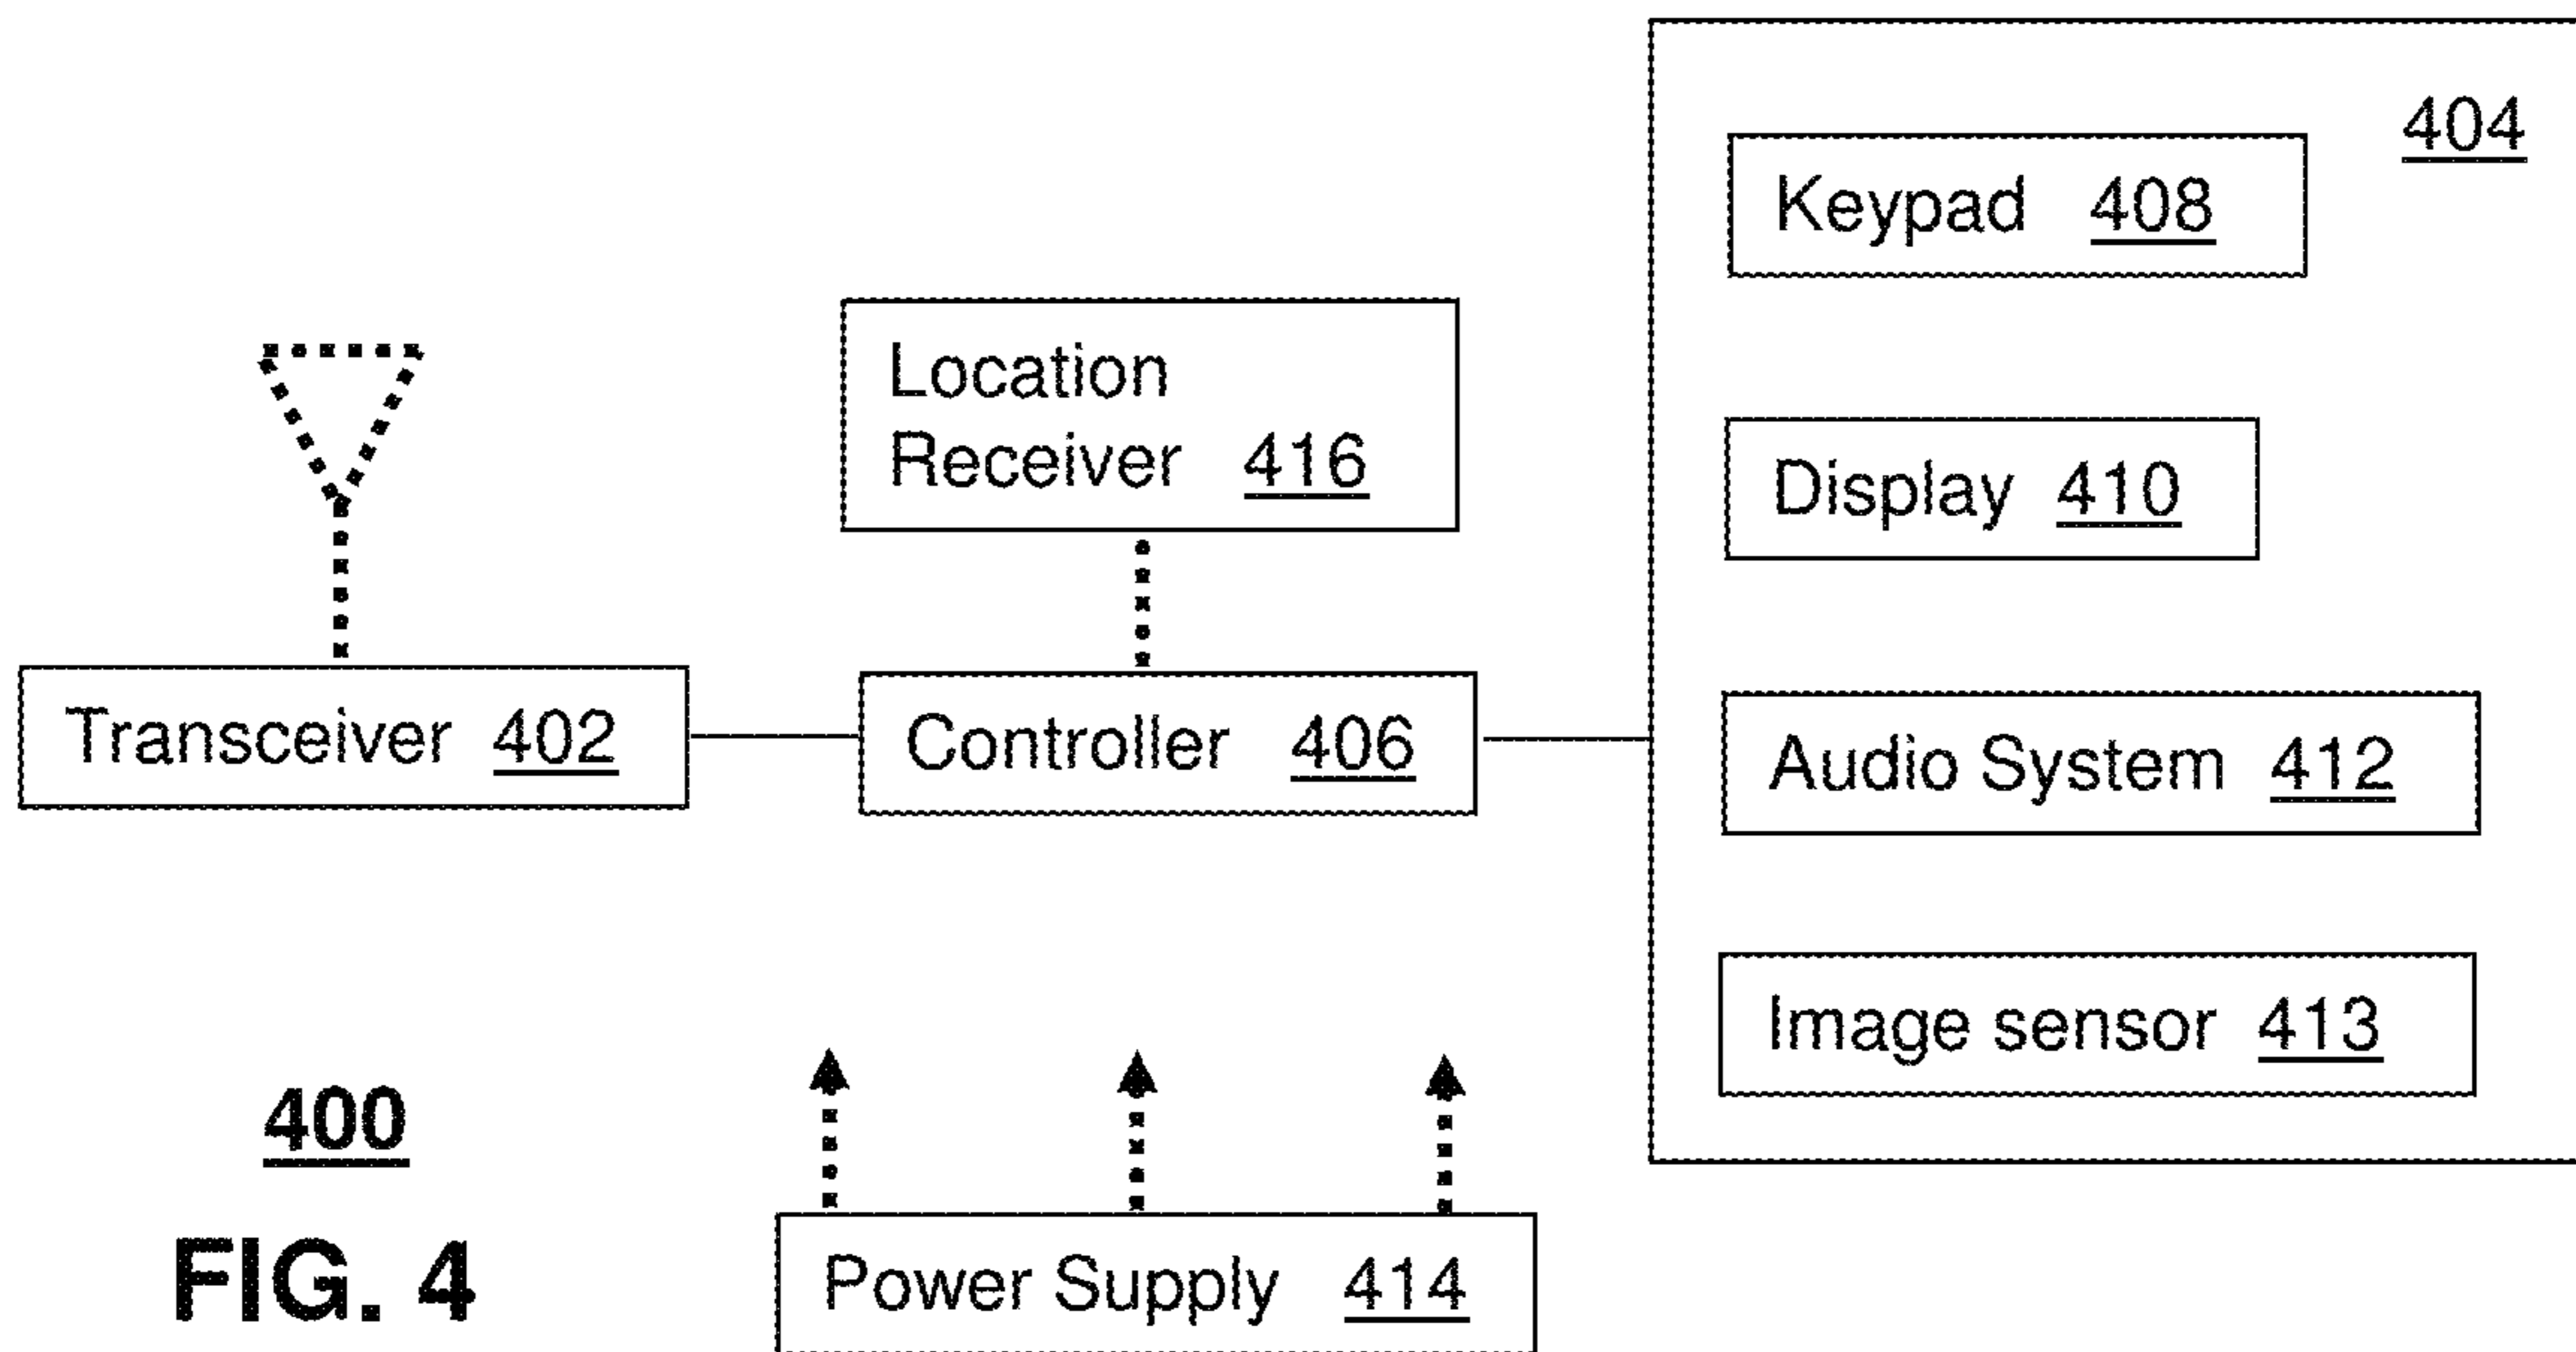 404
Keypad 408
Location
Receiver 416
Display 410
Transceiver 402
Controller 406
Audio System 412
Image sensor 413
400
FIG. 4
Power Supply 414